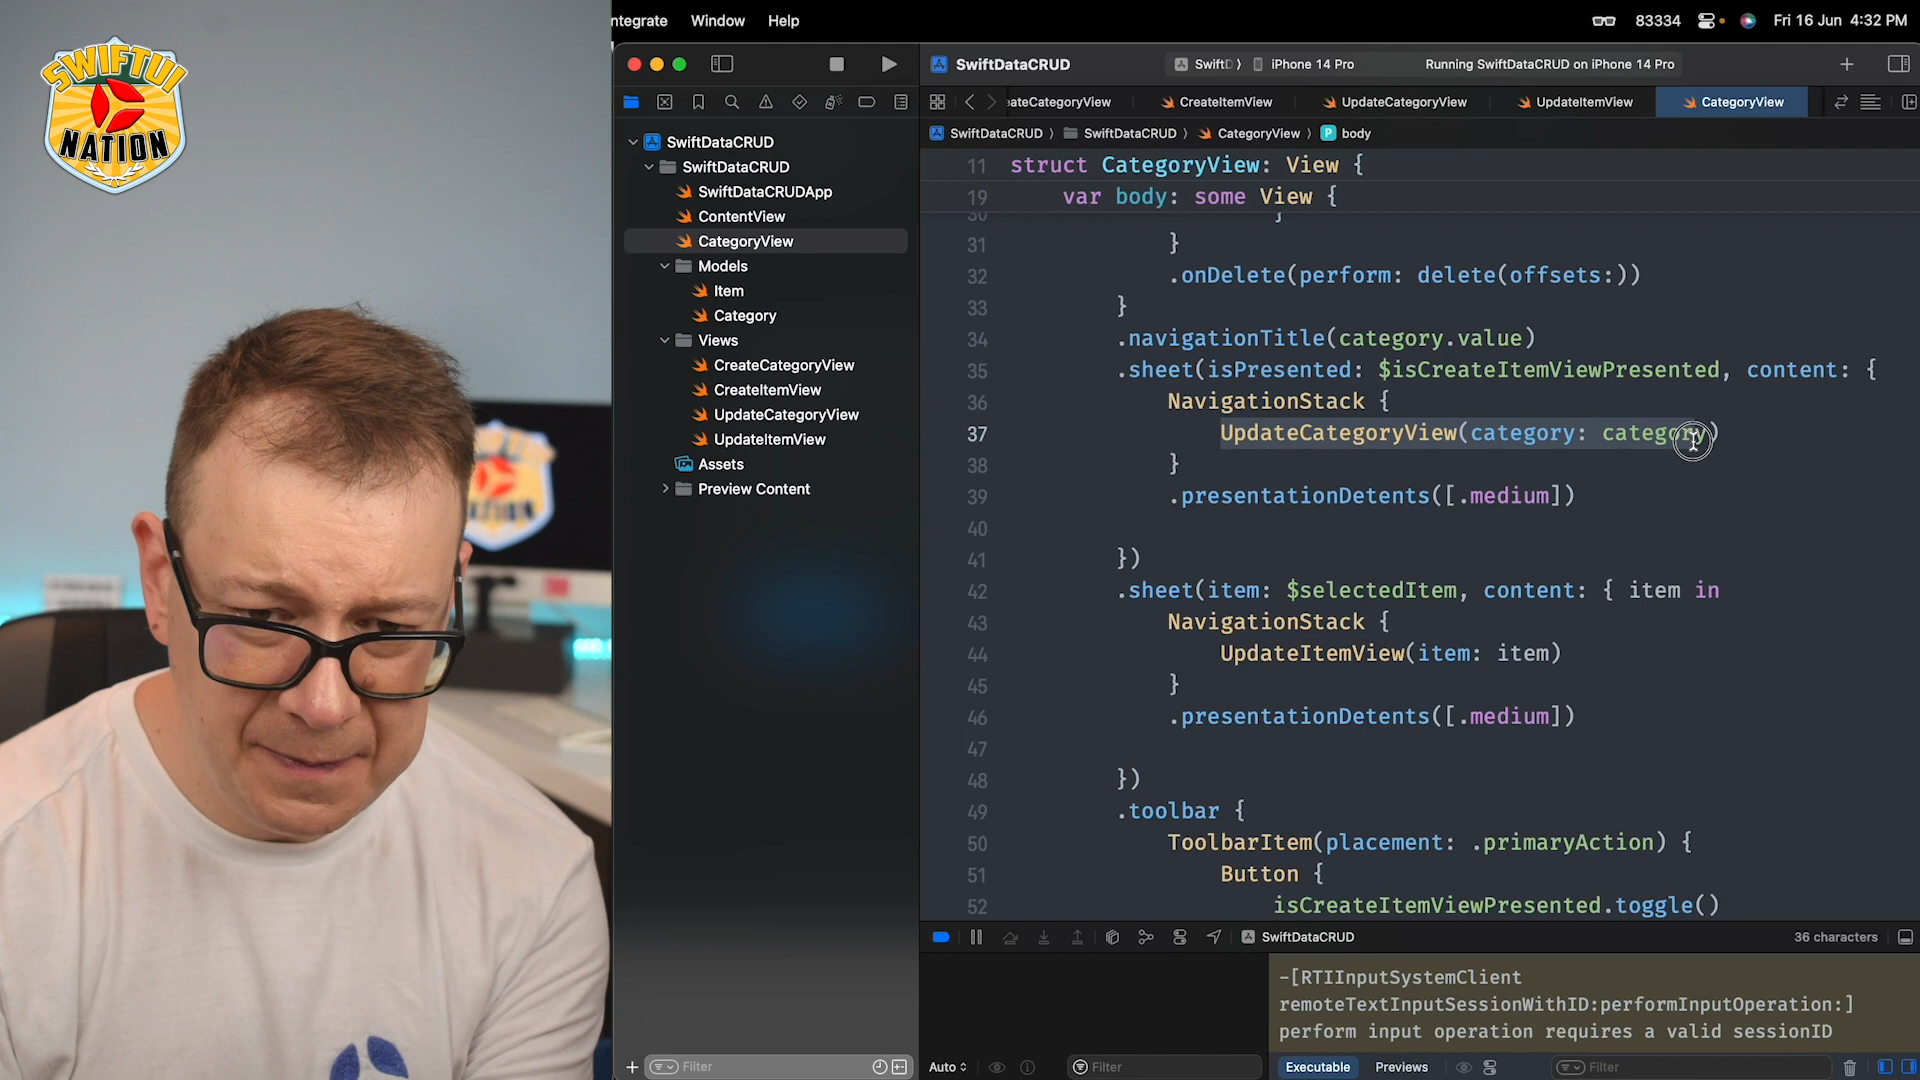 SWIFTUI
NATION
ntegrate Window Help
83334 Fri 16 Jun 4:32 PM
SwiftDataCRUD
iPhone 14 Pro
Running SwiftDataCRUD on iPhone 14 Pro
eateCategoryView CreateItemView UpdateCategoryView UpdateItemView CategoryView
SwiftDataCRUD SwiftDataCRUD CategoryView P body
SwiftDataCRUD
SwiftDataCRUD
SwiftDataCRUDApp
ContentView
CategoryView
Models
Item
Category
Views
CreateCategoryView
CreateItemView
UpdateCategoryView
UpdateItemView
Assets
Preview Content
Filter
11 struct CategoryView: View {
19 var body: some View {
30 }
31 }
32 .onDelete(perform: delete(offsets:))
33 }
34 .navigationTitle(category.value)
35 .sheet(isPresented: $isCreateItemViewPresented, content: {
36 NavigationStack {
37 UpdateCategoryView(category: category)
38 }
39 .presentationDetents([.medium])
40
41 })
42 .sheet(item: $selectedItem, content: { item in
43 NavigationStack {
44 UpdateItemView(item: item)
45 }
46 .presentationDetents([.medium])
47
48 })
49 .toolbar {
50 ToolbarItem(placement: .primaryAction) {
51 Button {
52 isCreateItemViewPresented.toggle()
SwiftDataCRUD
36 characters
-[RTIInputSystemClient
remoteTextInputSessionWithID:performInputOperation:]
perform input operation requires a valid sessionID
Auto Filter Executable Previews Filter